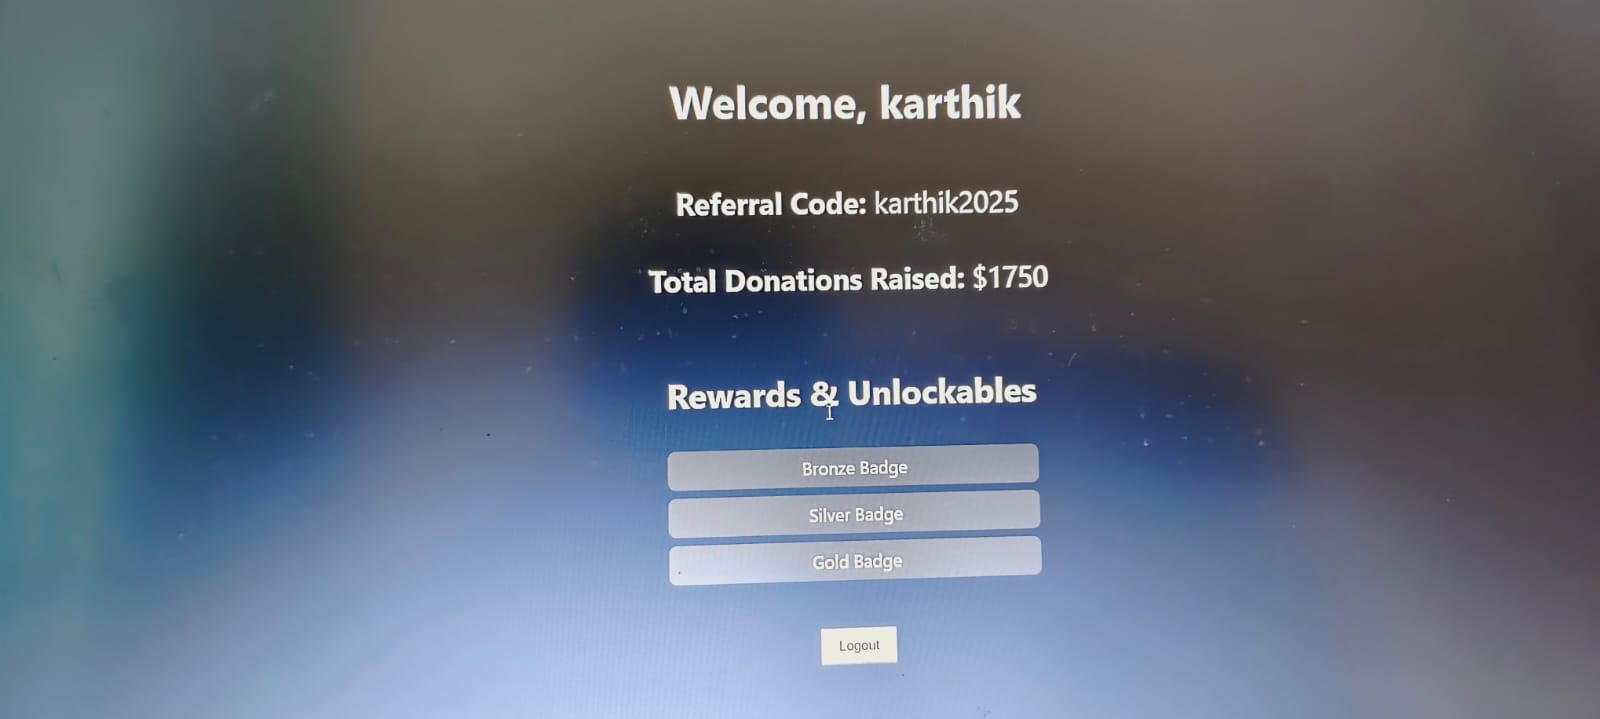 Welcome, karthik
Referral Code: karthik2025
Total Donations Raised: $1750
Rewards & Unlockables
Bronze Badge
Silver Badge
Gold Badge
Logout